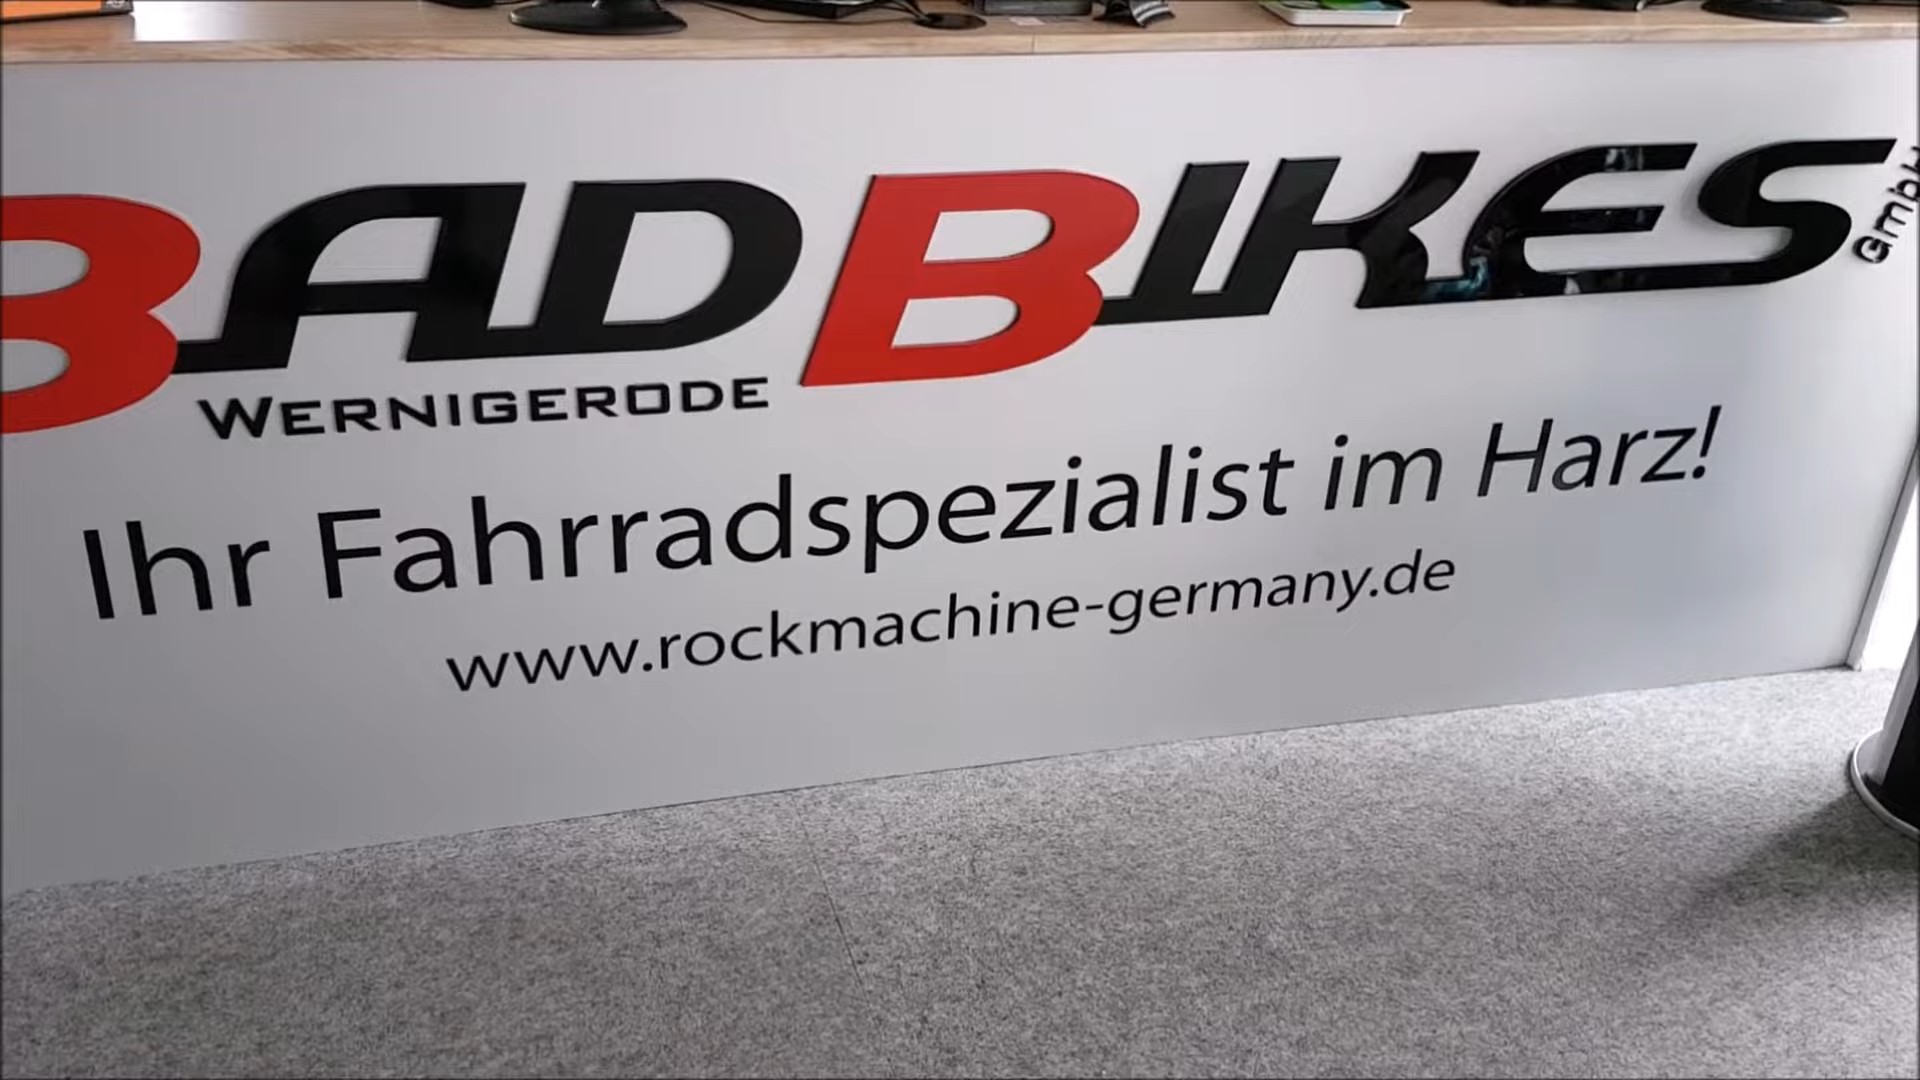 BADBIKES GmbH
WERNIGERODE
Ihr Fahrradspezialist im Harz!
www.rockmachine-germany.de